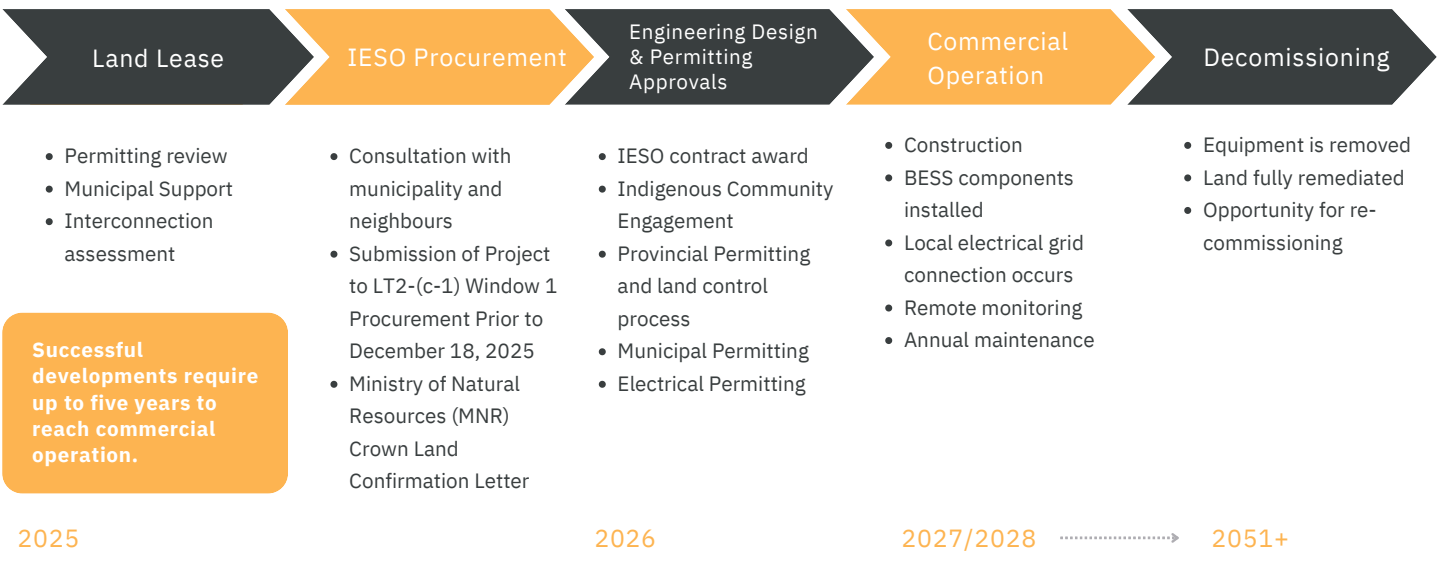 Land Lease
IESO Procurement
Engineering Design
& Permitting
Approvals
Commercial
Operation
Decomissioning
• Permitting review
• Municipal Support
• Interconnection
assessment
Successful
developments require
up to five years to
reach commercial
operation.
• Consultation with
municipality and
neighbours
• Submission of Project
to LT2-(c-1) Window 1
Procurement Prior to
December 18, 2025
• Ministry of Natural
Resources (MNR)
Crown Land
Confirmation Letter
• IESO contract award
• Indigenous Community
Engagement
• Provincial Permitting
and land control
process
• Municipal Permitting
• Electrical Permitting
• Construction
• BESS components
installed
• Local electrical grid
connection occurs
• Remote monitoring
• Annual maintenance
• Equipment is removed
• Land fully remediated
• Opportunity for re-
commissioning
2025
2026
2027/2028
2051+